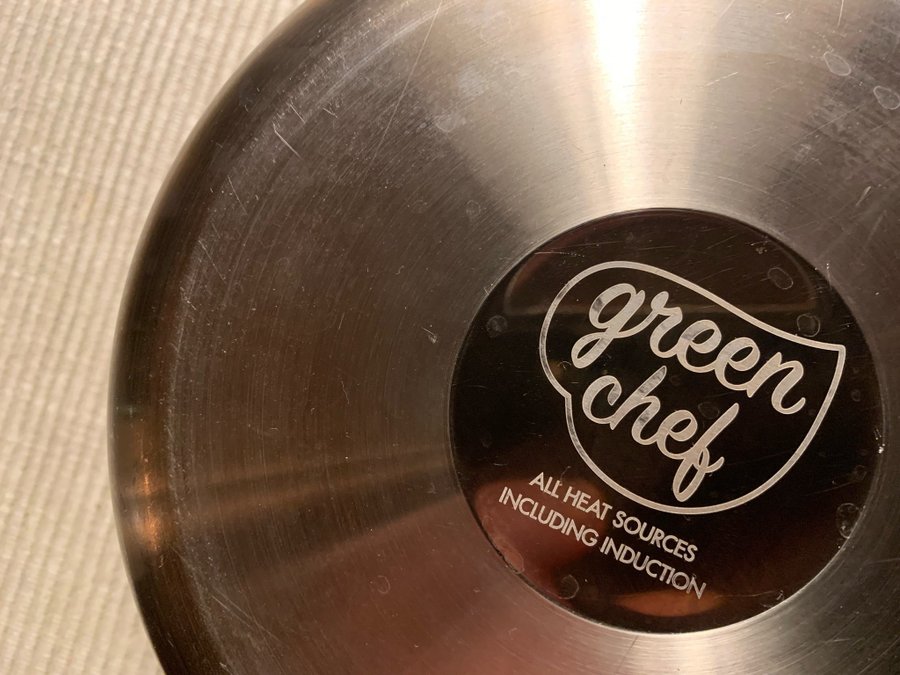 green
chef
ALL HEAT SOURCES
INCLUDING INDUCTION